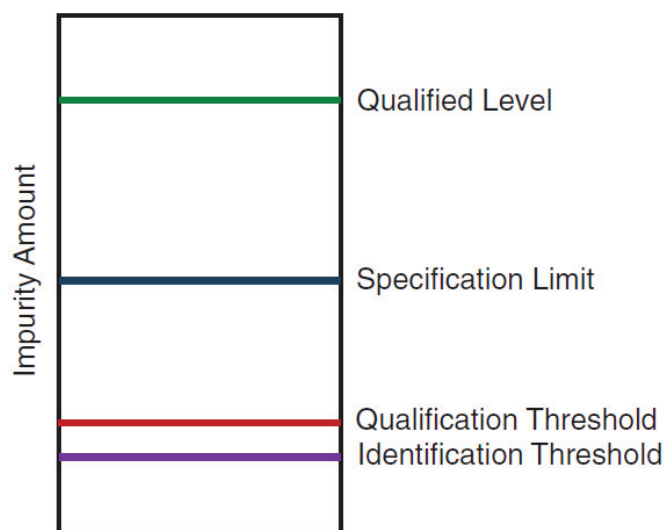 Impurity Amount
Qualified Level
Specification Limit
Qualification Threshold
Identification Threshold